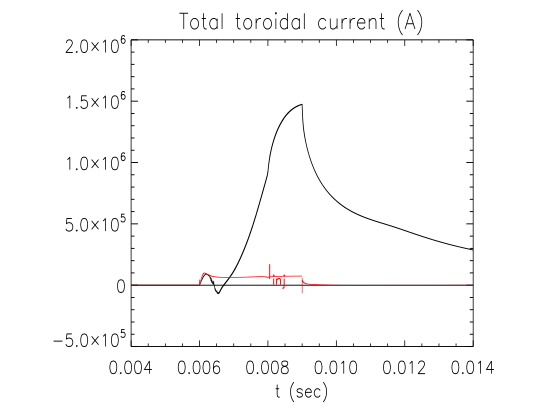 Total toroidal current (A)
2.0×10⁶
1.5×10⁶
1.0×10⁶
5.0×10⁵
0
−5.0×10⁵
inj
0.004 0.006 0.008 0.010 0.012 0.014
t (sec)